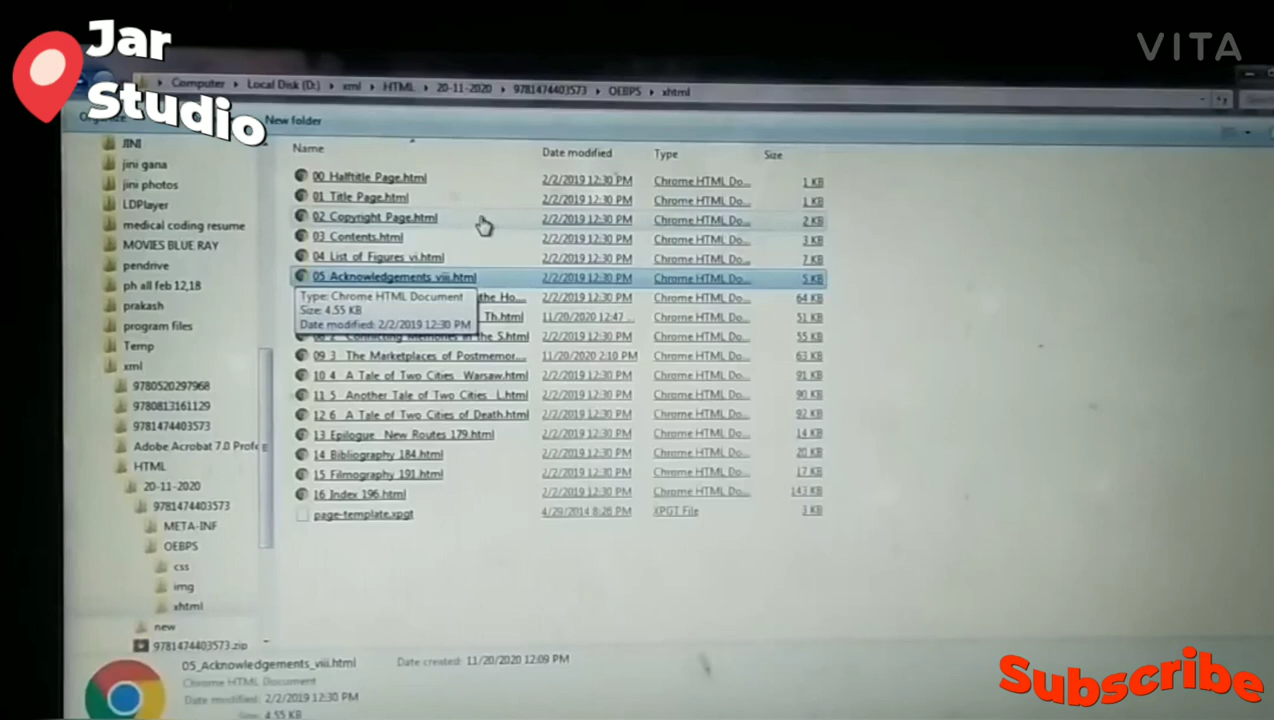 Jar
Studio
VITA
Computer Local Disk (D:) xml HTML 20-11-2020 9781474403573 OEBPS xhtml
New folder
Name Date modified Type Size
00 Halftitle Page.html 2/2/2019 12:30 PM Chrome HTML Do... 1 KB
01 Title Page.html 2/2/2019 12:30 PM Chrome HTML Do... 1 KB
02 Copyright Page.html 2/2/2019 12:30 PM Chrome HTML Do... 2 KB
03 Contents.html 2/2/2019 12:30 PM Chrome HTML Do... 3 KB
04 List of Figures vi.html 2/2/2019 12:30 PM Chrome HTML Do... 7 KB
05 Acknowledgements viii.html 2/2/2019 12:30 PM Chrome HTML Do... 5 KB
the Ho... 2/2/2019 12:30 PM Chrome HTML Do... 64 KB
Th.html 11/20/2020 12:47 ... Chrome HTML Do... 51 KB
Type: Chrome HTML Document
Size: 4.55 KB
Date modified: 2/2/2019 12:30 PM
08 2 Conflicting Memories in the S.html 2/2/2019 12:30 PM Chrome HTML Do... 55 KB
09 3 The Marketplaces of Postmemor... 11/20/2020 2:10 PM Chrome HTML Do... 63 KB
10 4 A Tale of Two Cities Warsaw.html 2/2/2019 12:30 PM Chrome HTML Do... 91 KB
11 5 Another Tale of Two Cities L.html 2/2/2019 12:30 PM Chrome HTML Do... 90 KB
12 6 A Tale of Two Cities of Death.html 2/2/2019 12:30 PM Chrome HTML Do... 92 KB
13 Epilogue New Routes 179.html 2/2/2019 12:30 PM Chrome HTML Do... 14 KB
14 Bibliography 184.html 2/2/2019 12:30 PM Chrome HTML Do... 20 KB
15 Filmography 191.html 2/2/2019 12:30 PM Chrome HTML Do... 17 KB
16 Index 196.html 2/2/2019 12:30 PM Chrome HTML Do... 143 KB
page-template.xpgt 4/29/2014 8:26 PM XPGT File 3 KB
JINI
jini gana
jini photos
LDPlayer
medical coding resume
MOVIES BLUE RAY
pendrive
ph all feb 12,18
prakash
program files
Temp
xml
9780520297968
9780813161129
9781474403573
Adobe Acrobat 7.0 Profe
HTML
20-11-2020
9781474403573
META-INF
OEBPS
css
img
xhtml
new
9781474403573.zip
05_Acknowledgements_viii.html Date created: 11/20/2020 12:09 PM
Chrome HTML Document
Date modified: 2/2/2019 12:30 PM
Size: 4.55 KB
Subscribe